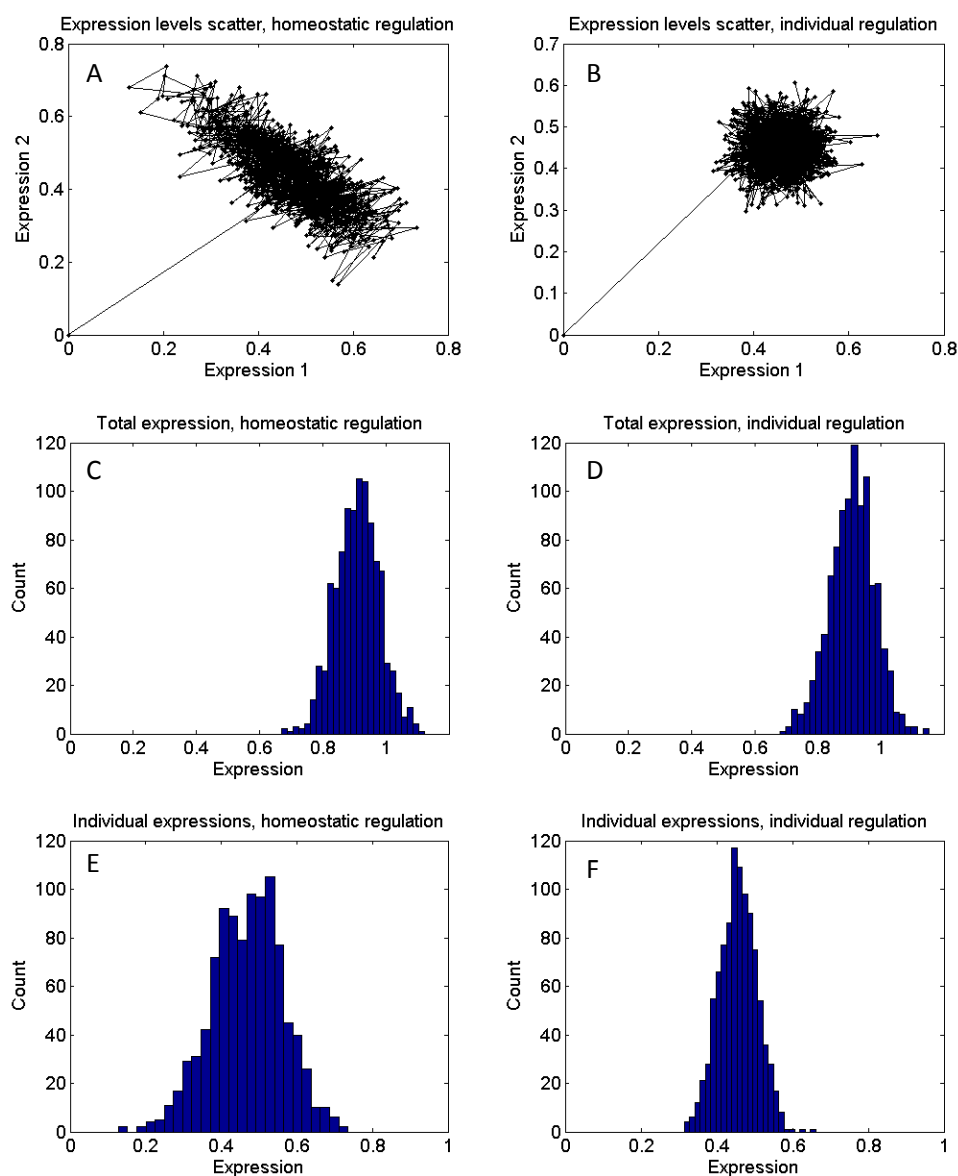 Expression levels scatter, homeostatic regulation
A
0.8
0.6
0.4
0.2
0
Expression 2
0 0.2 0.4 0.6 0.8
Expression 1
Expression levels scatter, individual regulation
B
0.7
0.6
0.5
0.4
0.3
0.2
0.1
0
Expression 2
0 0.2 0.4 0.6 0.8
Expression 1
Total expression, homeostatic regulation
C
120
100
80
60
40
20
0
Count
0 0.2 0.4 0.6 0.8 1
Expression
Total expression, individual regulation
D
120
100
80
60
40
20
0
Count
0 0.2 0.4 0.6 0.8 1
Expression
Individual expressions, homeostatic regulation
E
120
100
80
60
40
20
0
Count
0 0.2 0.4 0.6 0.8 1
Expression
Individual expressions, individual regulation
F
120
100
80
60
40
20
0
Count
0 0.2 0.4 0.6 0.8 1
Expression